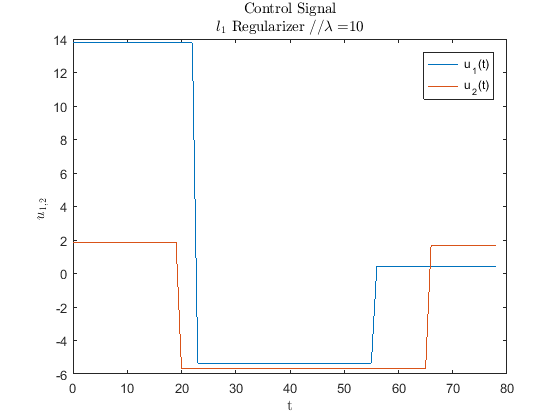 Control Signal
l₁ Regularizer //λ =10
14
12
10
8
6
4
2
0
-2
-4
-6
u₁,₂
u₁(t)
u₂(t)
0 10 20 30 40 50 60 70 80
t